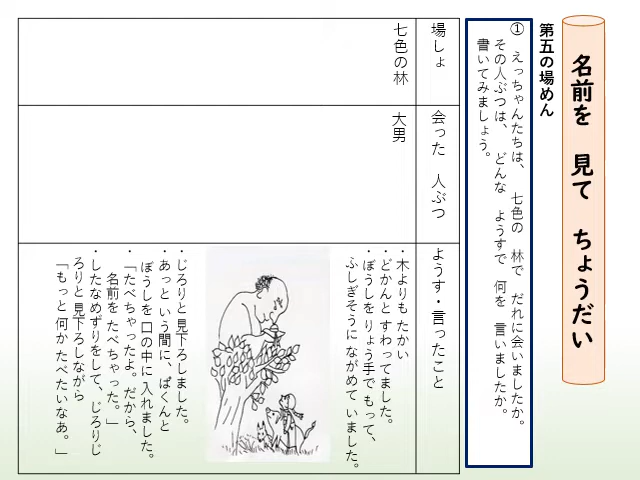 名前を 見て ちょうだい
第五の場めん
① えっちゃんたちは、 七色の 林で だれに会いましたか。
その人ぶつは、 どんな ようすで 何を 言いましたか。
書いてみましょう。
場しょ
会った 人ぶつ
ようす・言ったこと
七色の林
大男
・木よりも たかい
・どかんと すわってました。
・ぼうしを りょう手で もって、
ふしぎそうに ながめて いました。
・じろりと 見下ろしました。
・あっと いう間に、ぱくんと
ぼうしを 口の中に 入れました。
・「たべちゃったよ。だから、
名前を たべちゃった。」
・したなめずりをして、じろりじ
ろりと 見下ろしながら
「もっと 何か たべたいなあ。」